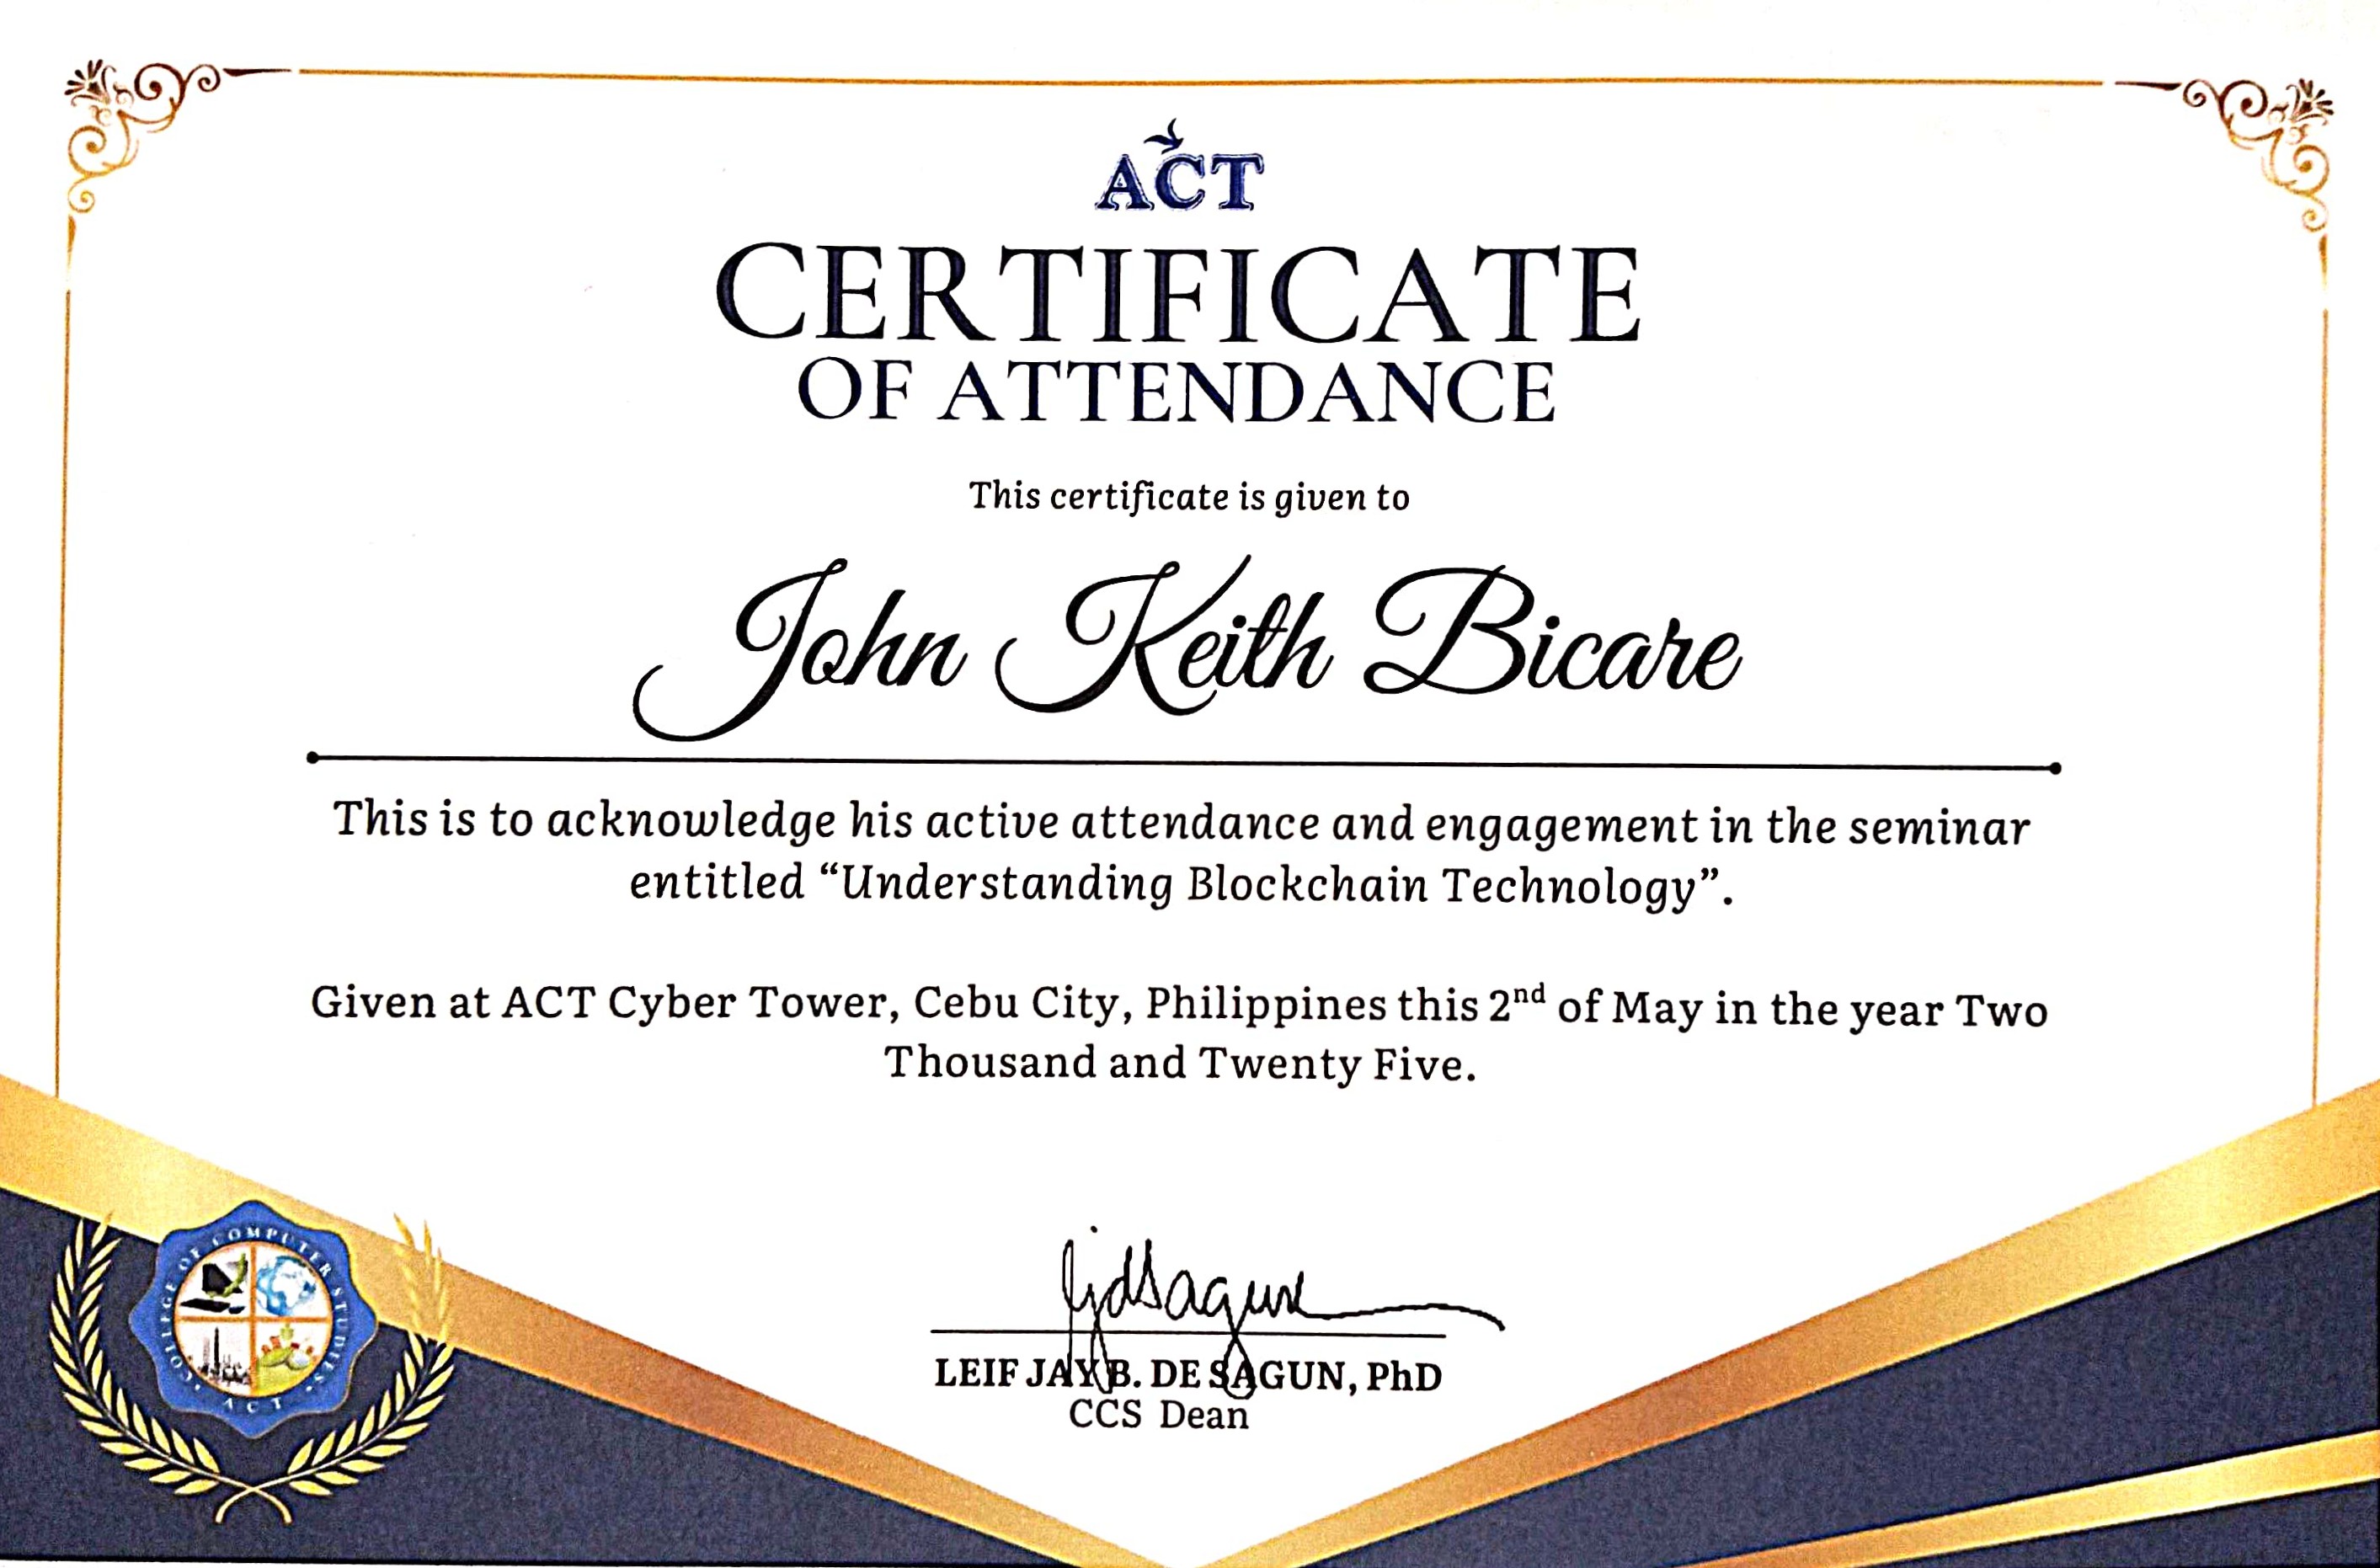 ACT
CERTIFICATE
OF ATTENDANCE
This certificate is given to
John Keith Bicare
This is to acknowledge his active attendance and engagement in the seminar
entitled “Understanding Blockchain Technology”.
Given at ACT Cyber Tower, Cebu City, Philippines this 2nd of May in the year Two
Thousand and Twenty Five.
ljdSagun
LEIF JAY B. DE SAGUN, PhD
CCS Dean
COLLEGE OF COMPUTER STUDIES
ACT